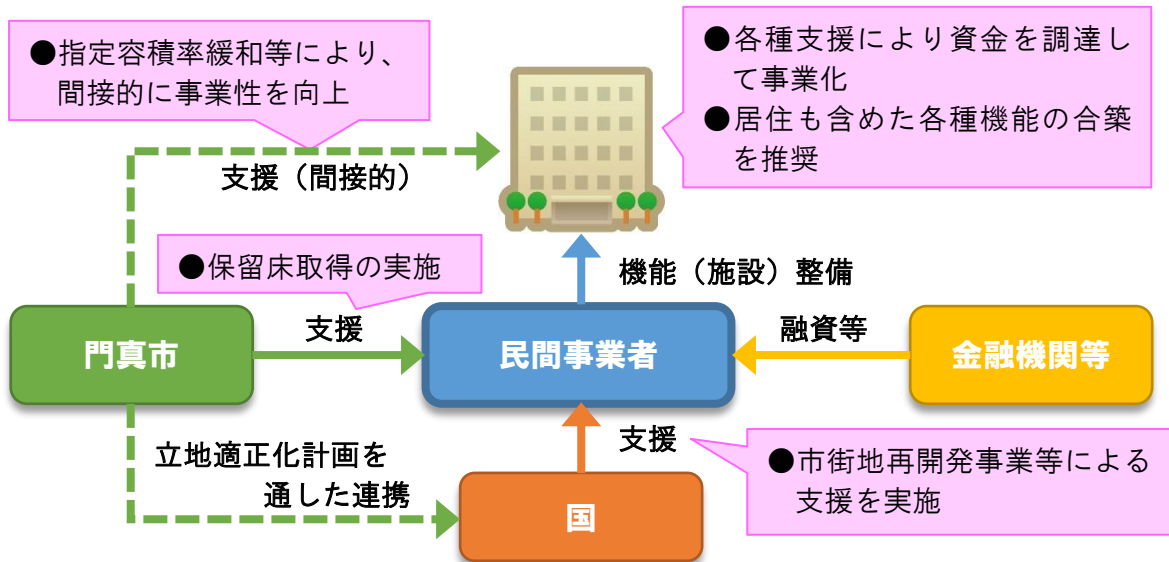 ●指定容積率緩和等により、
間接的に事業性を向上
●各種支援により資金を調達し
て事業化
●居住も含めた各種機能の合築
を推奨
支援（間接的）
●保留床取得の実施
機能（施設）整備
門真市
支援
民間事業者
融資等
金融機関等
立地適正化計画を
通した連携
支援
●市街地再開発事業等による
支援を実施
国